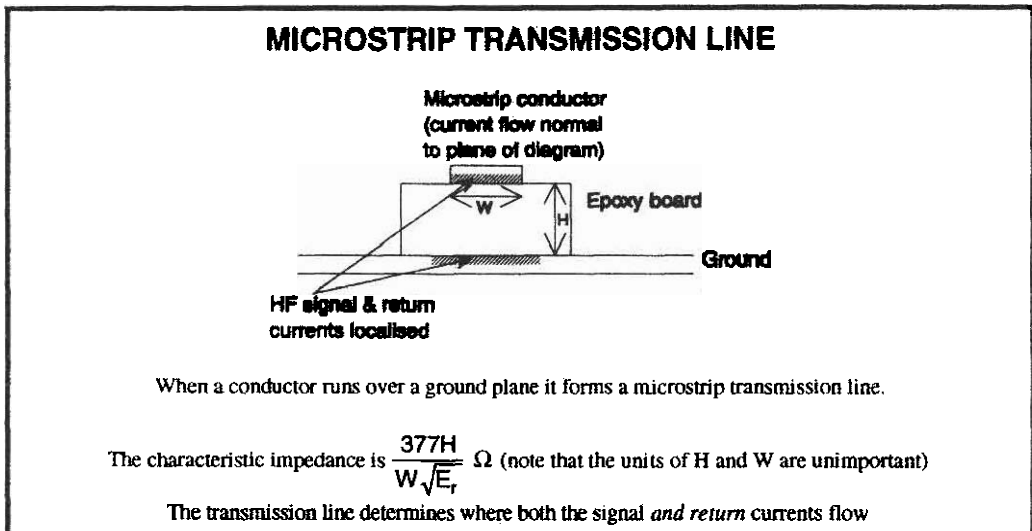 MICROSTRIP TRANSMISSION LINE
Microstrip conductor
(current flow normal
to plane of diagram)
W
H
Epoxy board
Ground
HF signal & return
currents localised
When a conductor runs over a ground plane it forms a microstrip transmission line.
The characteristic impedance is 377H / W√Er Ω (note that the units of H and W are unimportant)
The transmission line determines where both the signal and return currents flow